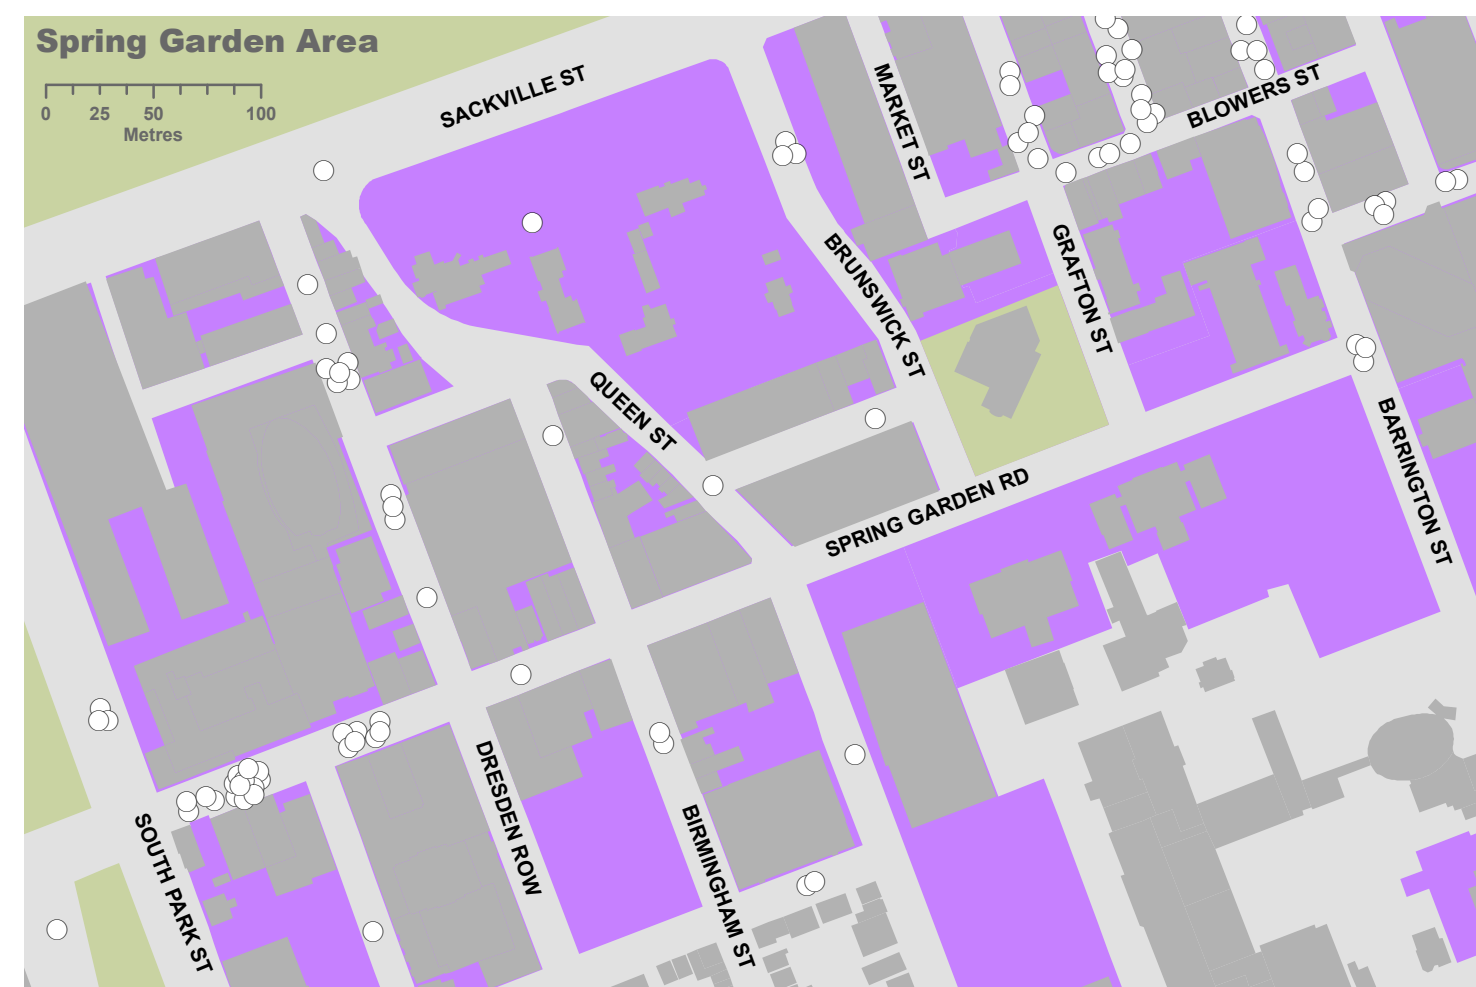 Spring Garden Area
0 25 50 100
Metres
SACKVILLE ST
MARKET ST
BLOWERS ST
BRUNSWICK ST
GRAFTON ST
QUEEN ST
SPRING GARDEN RD
BARRINGTON ST
DRESDEN ROW
SOUTH PARK ST
BIRMINGHAM ST